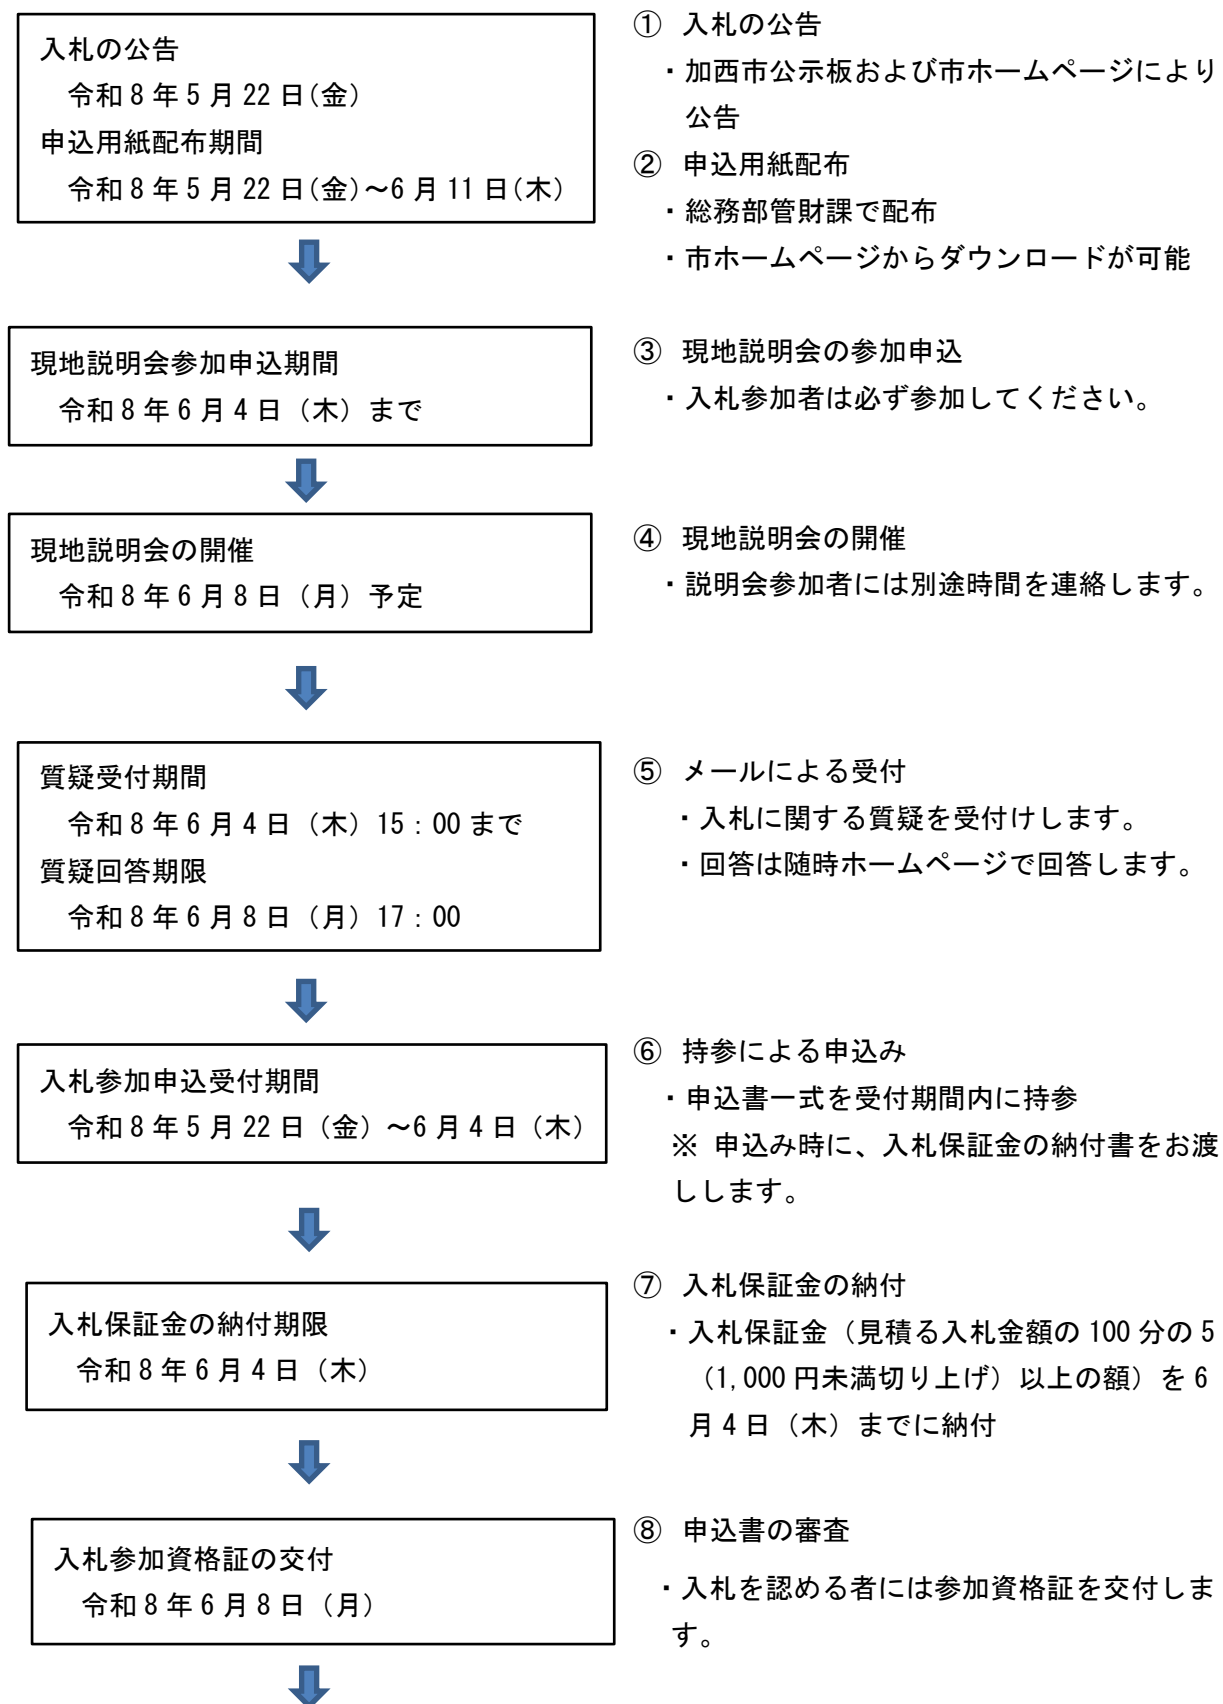 入札の公告
令和８年５月 22 日(金)
申込用紙配布期間
令和８年５月 22 日(金)～6 月 11 日(木)
① 入札の公告
・加西市公示板および市ホームページにより
公告
② 申込用紙配布
・総務部管財課で配布
・市ホームページからダウンロードが可能
現地説明会参加申込期間
令和８年６月４日（木）まで
③ 現地説明会の参加申込
・入札参加者は必ず参加してください。
現地説明会の開催
令和８年６月８日（月）予定
④ 現地説明会の開催
・説明会参加者には別途時間を連絡します。
質疑受付期間
令和８年６月４日（木）15：00 まで
質疑回答期限
令和８年６月８日（月）17：00
⑤ メールによる受付
・入札に関する質疑を受付けします。
・回答は随時ホームページで回答します。
入札参加申込受付期間
令和８年５月 22 日（金）～6 月４日（木）
⑥ 持参による申込み
・申込書一式を受付期間内に持参
※ 申込み時に、入札保証金の納付書をお渡
しします。
入札保証金の納付期限
令和８年６月４日（木）
⑦ 入札保証金の納付
・入札保証金（見積る入札金額の 100 分の 5
（1,000 円未満切り上げ）以上の額）を 6
月４日（木）までに納付
入札参加資格証の交付
令和８年６月８日（月）
⑧ 申込書の審査
・入札を認める者には参加資格証を交付しま
す。